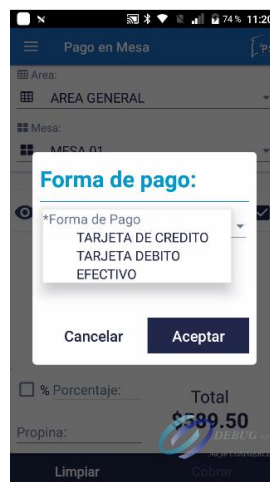 74% 11:20
Pago en Mesa
Area:
AREA GENERAL
Mesa:
MESA 01
Forma de pago:
*Forma de Pago
TARJETA DE CREDITO
TARJETA DEBITO
EFECTIVO
Cancelar Aceptar
% Porcentaje:
Total
$589.50
Propina:
DEBUG
Limpiar Cobrar